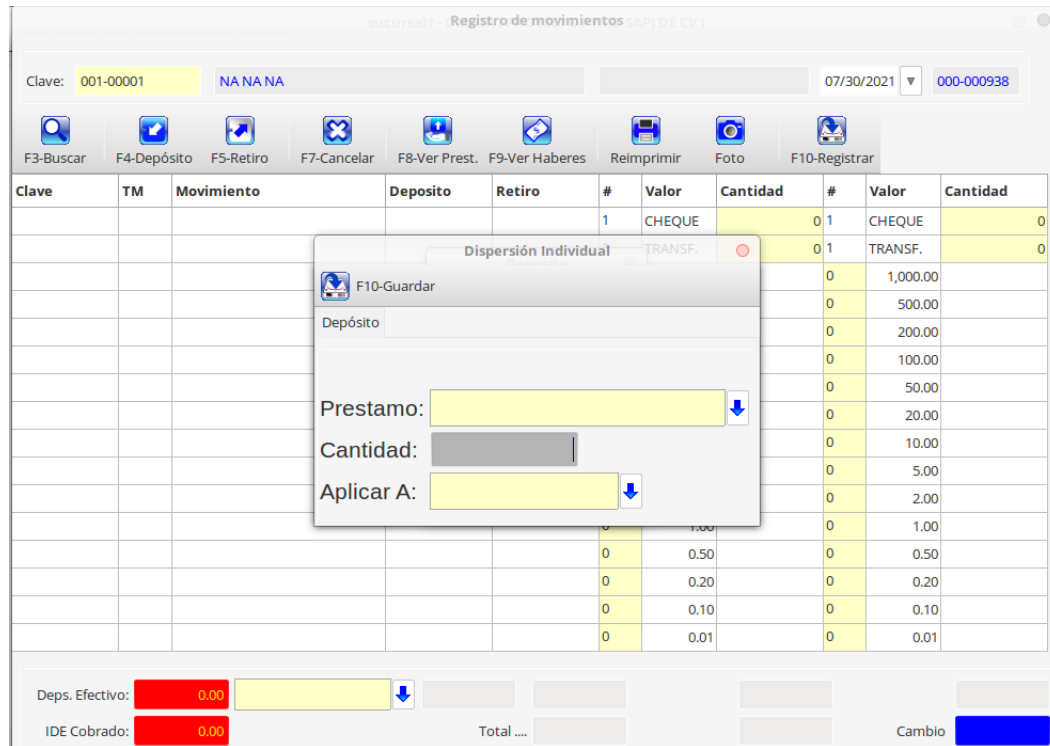 sucursal1 - Registro de movimientos SAPI DE CV )
Clave: 001-00001 NA NA NA 07/30/2021 000-000938
F3-Buscar F4-Depósito F5-Retiro F7-Cancelar F8-Ver Prest. F9-Ver Haberes Reimprimir Foto F10-Registrar
Clave TM Movimiento Deposito Retiro # Valor Cantidad # Valor Cantidad
1 CHEQUE 0 1 CHEQUE 0
TRANSF. 0 1 TRANSF. 0
Dispersión Individual
F10-Guardar
Depósito
Prestamo:
Cantidad:
Aplicar A:
0 1,000.00
0 500.00
0 200.00
0 100.00
0 50.00
0 20.00
0 10.00
0 5.00
0 2.00
0 1.00 0 1.00
0 0.50 0 0.50
0 0.20 0 0.20
0 0.10 0 0.10
0 0.01 0 0.01
Deps. Efectivo: 0.00
IDE Cobrado: 0.00 Total .... Cambio